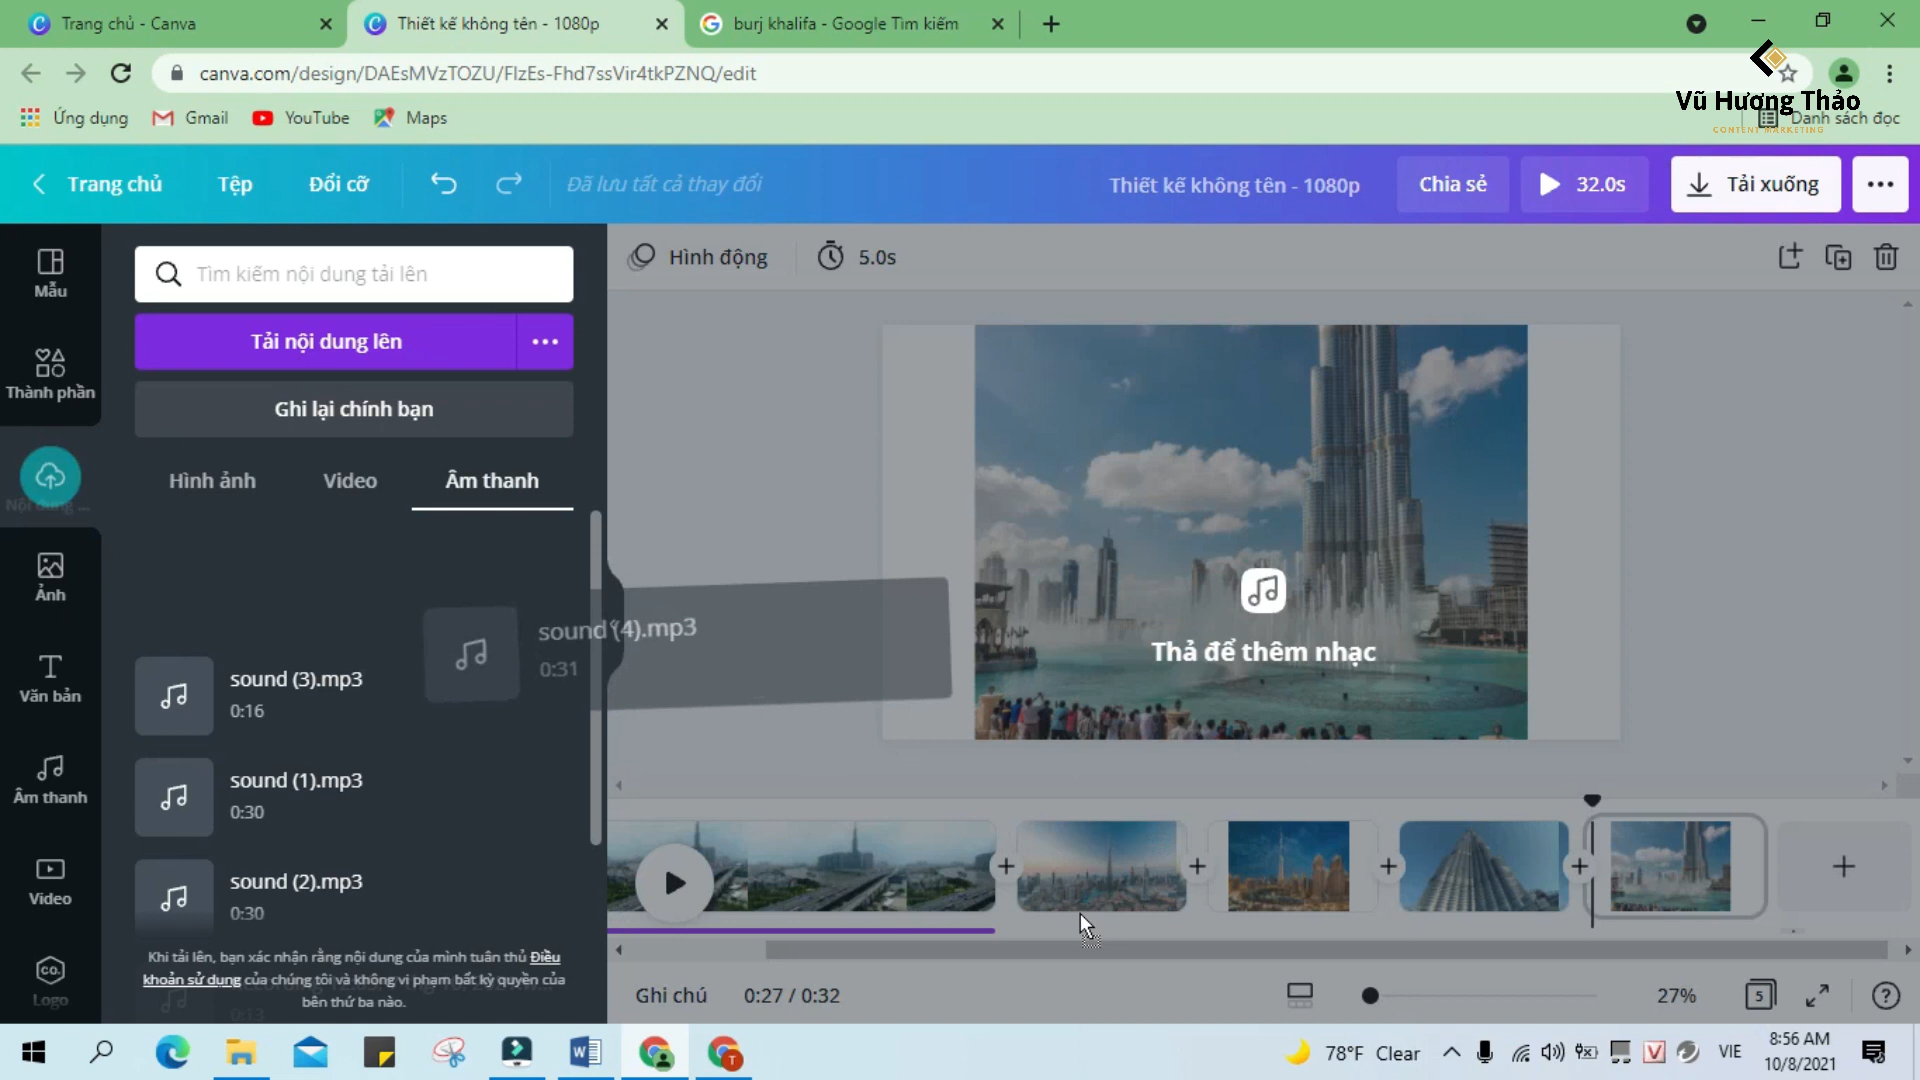 Trang chủ - Canva
Thiết kế không tên - 1080p
burj khalifa - Google Tìm kiếm
canva.com/design/DAEsMVzTOZU/FIzEs-Fhd7ssVir4tkPZNQ/edit
Vũ Hương Thảo
CONTENT MARKETING
Ứng dụng
Gmail
YouTube
Maps
Danh sách đọc
Trang chủ
Tệp
Đổi cỡ
Đã lưu tất cả thay đổi
Thiết kế không tên - 1080p
Chia sẻ
32.0s
Tải xuống
Tìm kiếm nội dung tải lên
Hình động
5.0s
Mẫu
Tải nội dung lên
Thành phần
Ghi lại chính bạn
Hình ảnh
Video
Âm thanh
Nội dung ...
Ảnh
sound (4).mp3
0:31
Thả để thêm nhạc
sound (3).mp3
0:16
Văn bản
sound (1).mp3
0:30
Âm thanh
sound (2).mp3
0:30
Video
Khi tải lên, bạn xác nhận rằng nội dung của mình tuân thủ Điều
khoản sử dụng của chúng tôi và không vi phạm bất kỳ quyền của
bên thứ ba nào.
0:13
CO.
Logo
Ghi chú
0:27 / 0:32
27%
5
78°F Clear
VIE
8:56 AM
10/8/2021